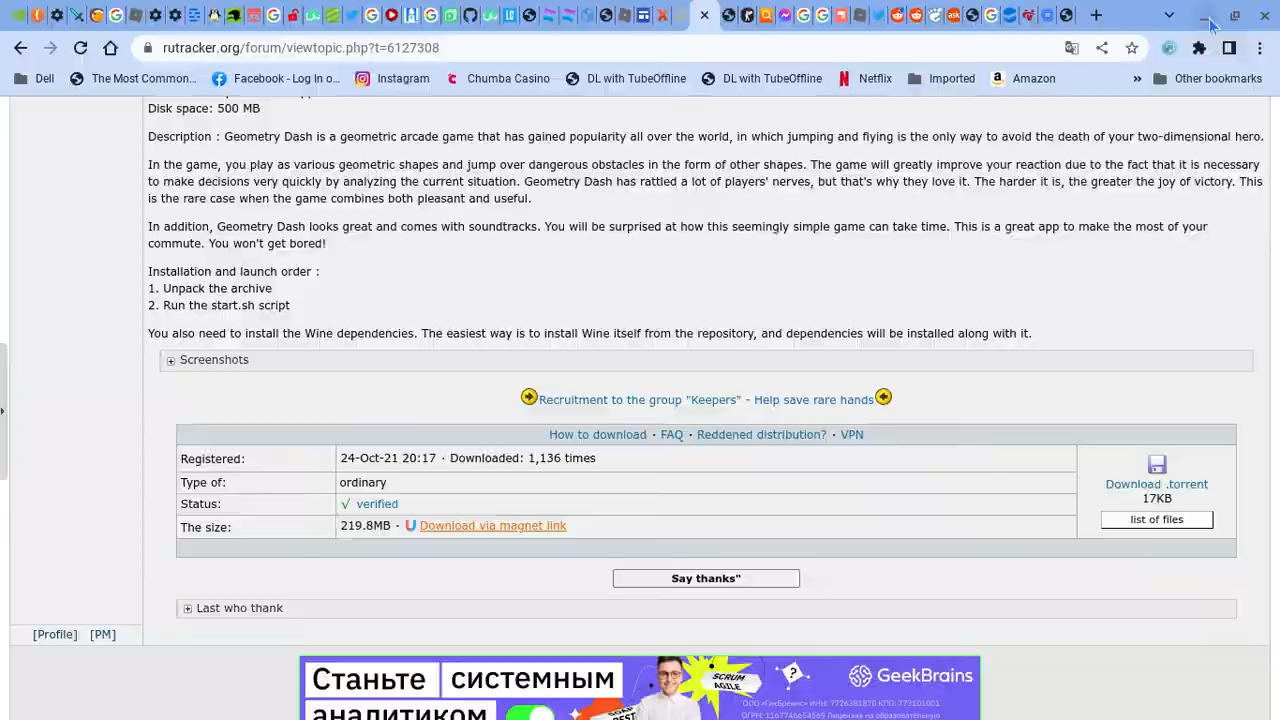 rutracker.org/forum/viewtopic.php?t=6127308
Dell
The Most Common...
Facebook - Log In o...
Instagram
Chumba Casino
DL with TubeOffline
DL with TubeOffline
Netflix
Imported
Amazon
»
Other bookmarks
Disk space: 500 MB
Description : Geometry Dash is a geometric arcade game that has gained popularity all over the world, in which jumping and flying is the only way to avoid the death of your two-dimensional hero.
In the game, you play as various geometric shapes and jump over dangerous obstacles in the form of other shapes. The game will greatly improve your reaction due to the fact that it is necessary
to make decisions very quickly by analyzing the current situation. Geometry Dash has rattled a lot of players' nerves, but that's why they love it. The harder it is, the greater the joy of victory. This
is the rare case when the game combines both pleasant and useful.
In addition, Geometry Dash looks great and comes with soundtracks. You will be surprised at how this seemingly simple game can take time. This is a great app to make the most of your
commute. You won't get bored!
Installation and launch order :
1. Unpack the archive
2. Run the start.sh script
You also need to install the Wine dependencies. The easiest way is to install Wine itself from the repository, and dependencies will be installed along with it.
Screenshots
Recruitment to the group "Keepers" - Help save rare hands
How to download · FAQ · Reddened distribution? · VPN
Registered: 24-Oct-21 20:17 · Downloaded: 1,136 times
Type of: ordinary
Status: √ verified
The size: 219.8MB · Download via magnet link
Download .torrent
17KB
list of files
Say thanks"
Last who thank
[Profile] [PM]
Станьте системным
аналитиком
SCRUM
AGILE
?
GeekBrains
ООО «ГикБреинс» ИНН: 7726381870 КПП: 773101001